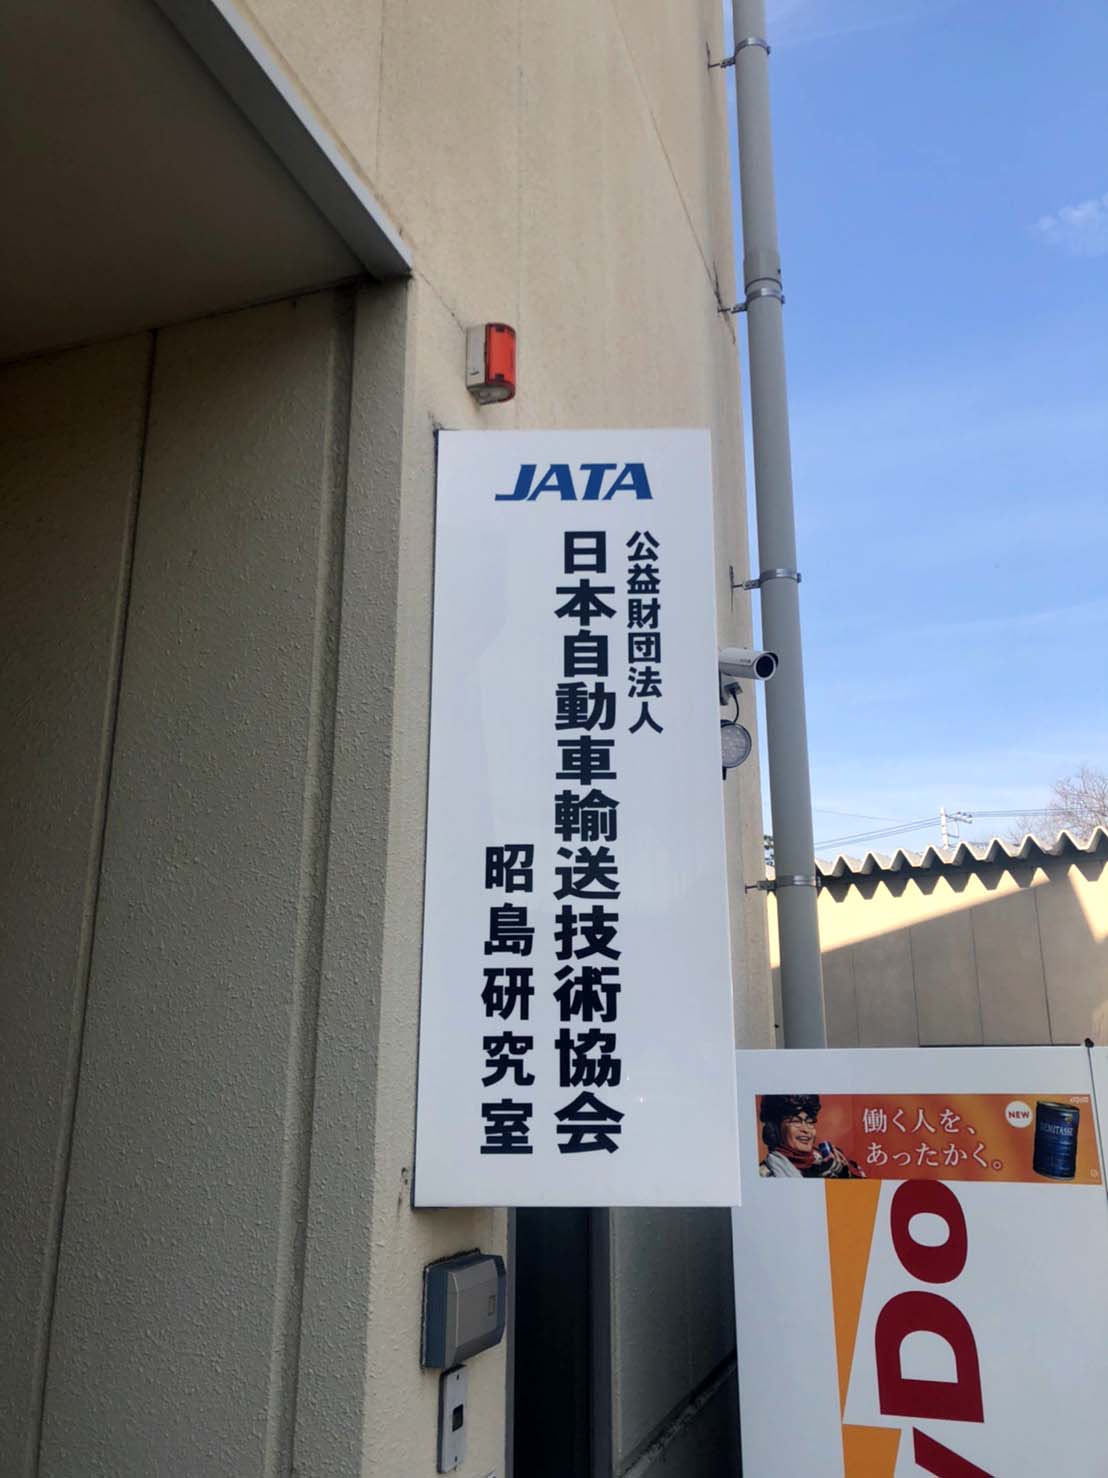 JATA
公益財団法人
日本自動車輸送技術協会
昭島研究室
働く人を、
あったかく。
NEW
DEMITASSE
DyDo